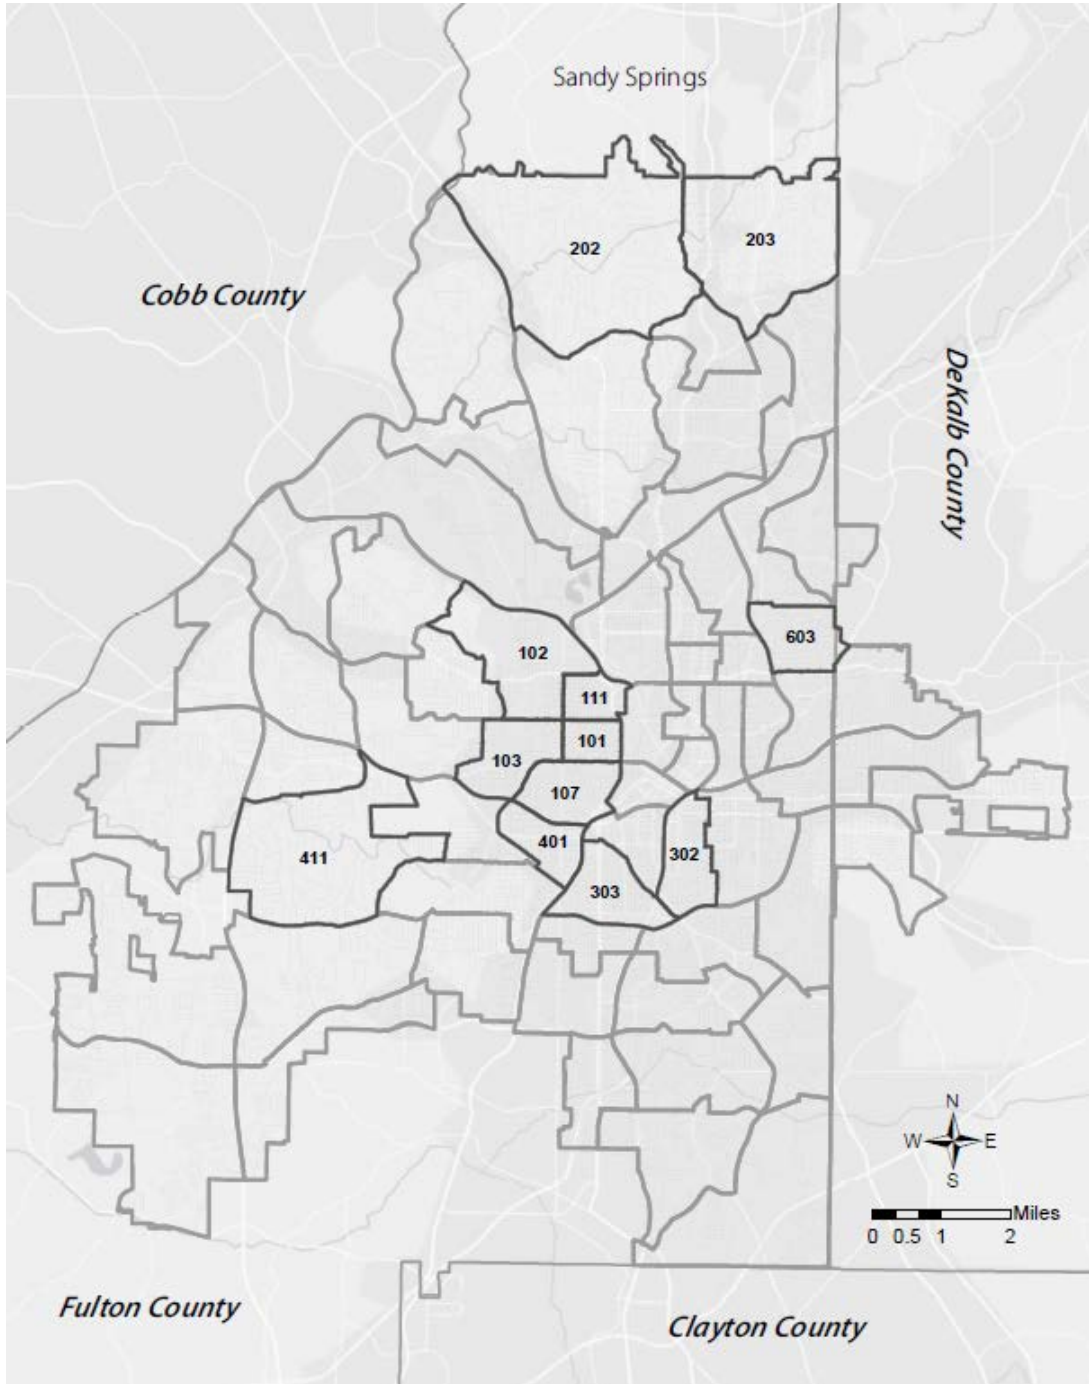 Sandy Springs
202
203
Cobb County
DeKalb County
603
102
111
101
103
107
401
302
411
303
N
W E
S
Miles
0 0.5 1 2
Fulton County
Clayton County